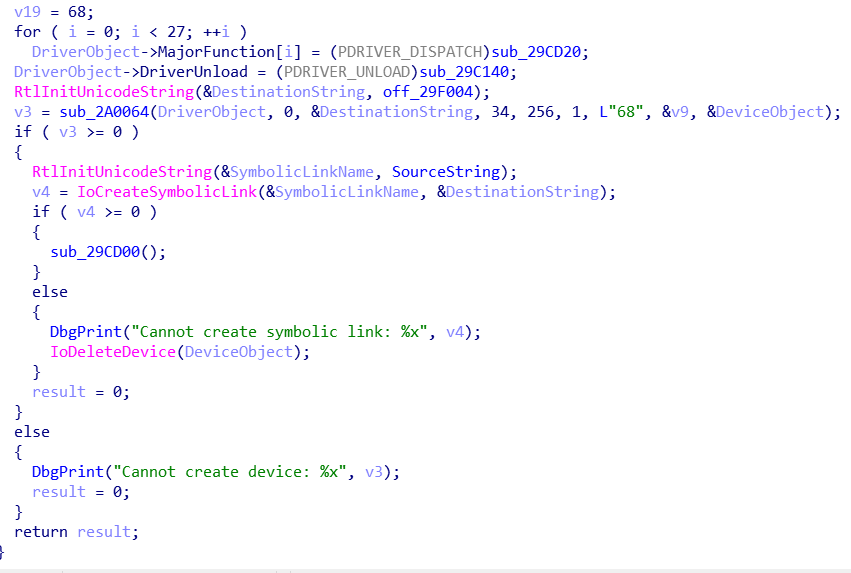 v19 = 68;
for ( i = 0; i < 27; ++i )
DriverObject->MajorFunction[i] = (PDRIVER_DISPATCH)sub_29CD20;
DriverObject->DriverUnload = (PDRIVER_UNLOAD)sub_29C140;
RtlInitUnicodeString(&DestinationString, off_29F004);
v3 = sub_2A0064(DriverObject, 0, &DestinationString, 34, 256, 1, L"68", &v9, &DeviceObject);
if ( v3 >= 0 )
{
RtlInitUnicodeString(&SymbolicLinkName, SourceString);
v4 = IoCreateSymbolicLink(&SymbolicLinkName, &DestinationString);
if ( v4 >= 0 )
{
sub_29CD00();
}
else
{
DbgPrint("Cannot create symbolic link: %x", v4);
IoDeleteDevice(DeviceObject);
}
result = 0;
}
else
{
DbgPrint("Cannot create device: %x", v3);
result = 0;
}
return result;
}